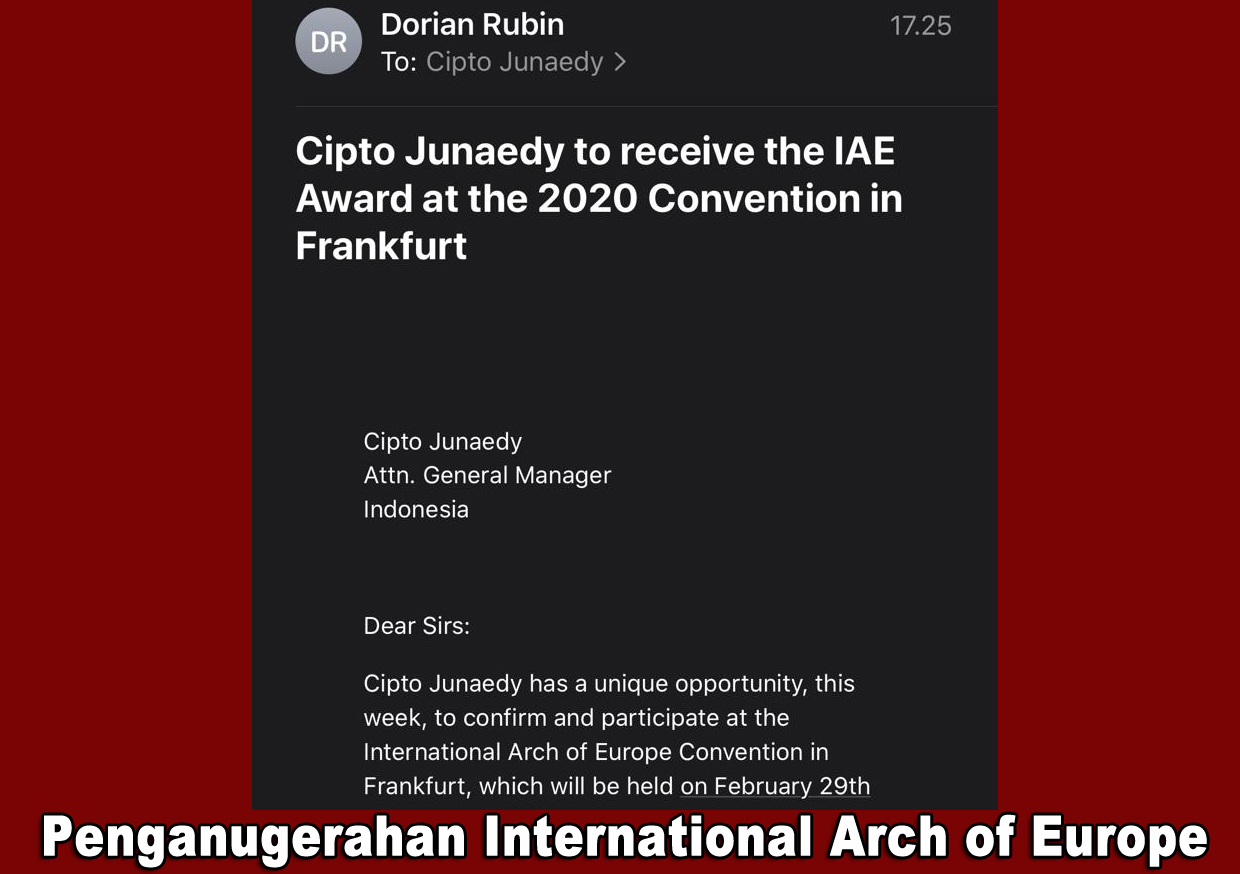 DR
Dorian Rubin
17.25
To: Cipto Junaedy >
Cipto Junaedy to receive the IAE
Award at the 2020 Convention in
Frankfurt
Cipto Junaedy
Attn. General Manager
Indonesia
Dear Sirs:
Cipto Junaedy has a unique opportunity, this
week, to confirm and participate at the
International Arch of Europe Convention in
Frankfurt, which will be held on February 29th
Penganugerahan International Arch of Europe